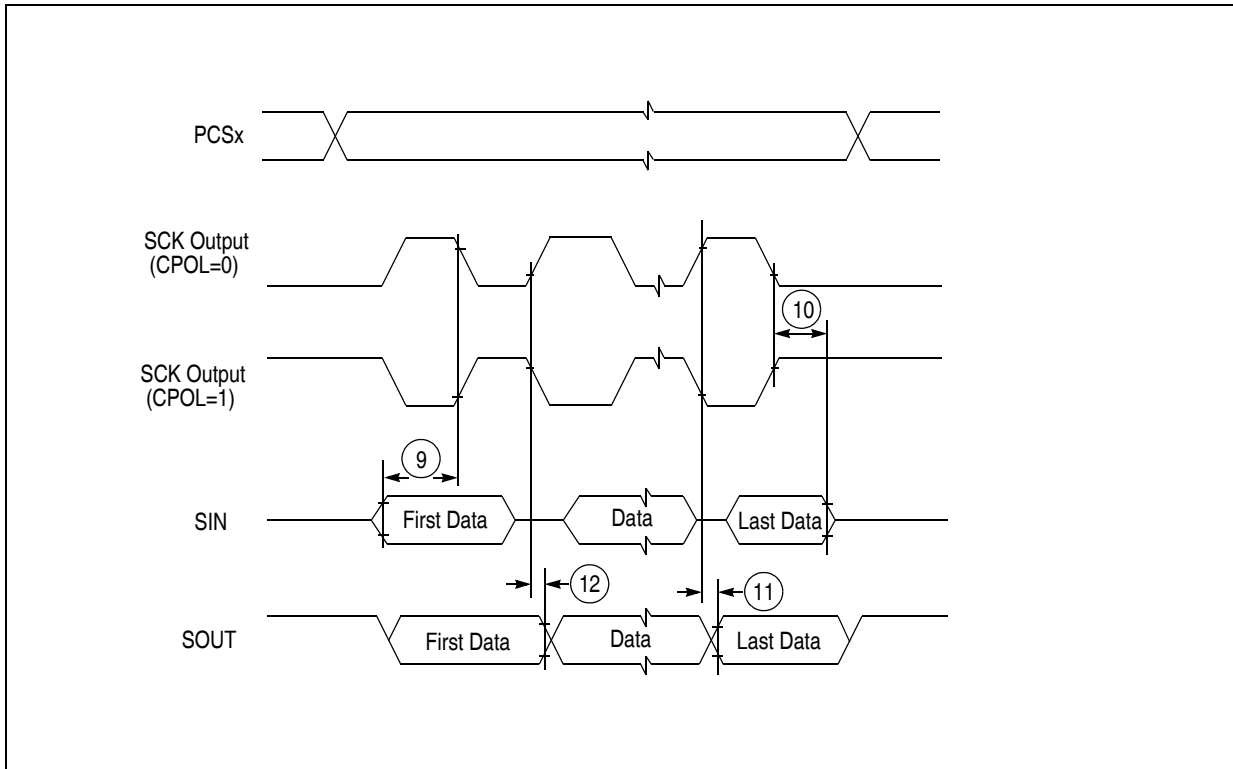 PCSx
SCK Output
(CPOL=0)
10
SCK Output
(CPOL=1)
9
SIN
First Data
Data
Last Data
12
11
SOUT
First Data
Data
Last Data